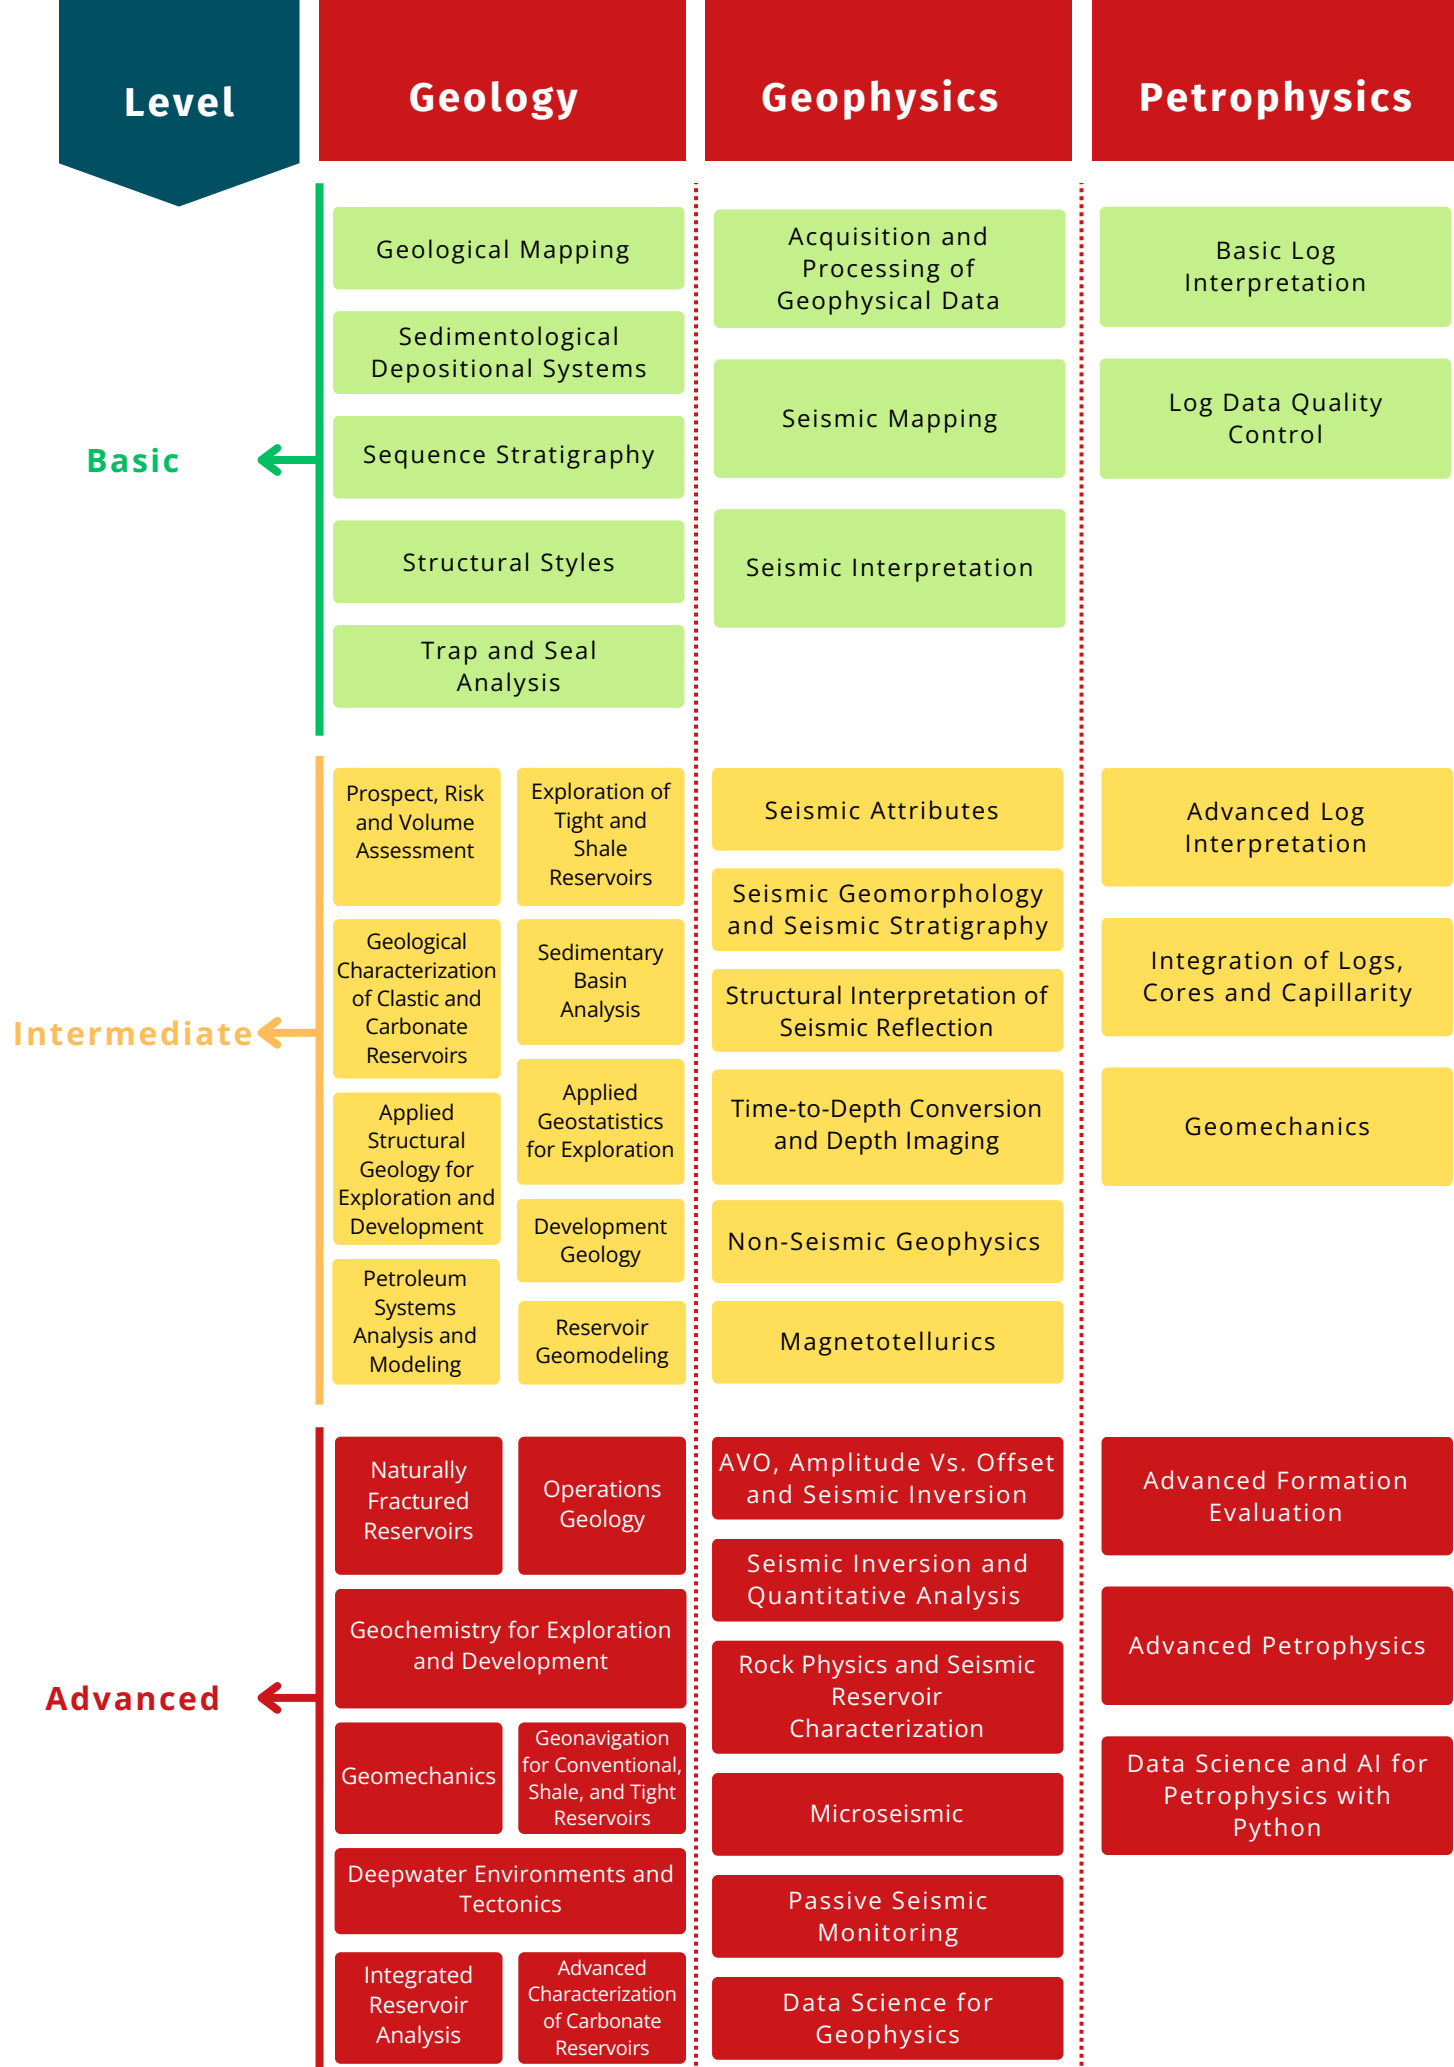 Level
Geology
Geophysics
Petrophysics
Basic
Geological Mapping
Sedimentological
Depositional Systems
Sequence Stratigraphy
Structural Styles
Trap and Seal
Analysis
Acquisition and
Processing of
Geophysical Data
Seismic Mapping
Seismic Interpretation
Basic Log
Interpretation
Log Data Quality
Control
Intermediate
Prospect, Risk
and Volume
Assessment
Geological
Characterization
of Clastic and
Carbonate
Reservoirs
Applied
Structural
Geology for
Exploration and
Development
Petroleum
Systems
Analysis and
Modeling
Exploration of
Tight and
Shale
Reservoirs
Sedimentary
Basin
Analysis
Applied
Geostatistics
for Exploration
Development
Geology
Reservoir
Geomodeling
Seismic Attributes
Seismic Geomorphology
and Seismic Stratigraphy
Structural Interpretation of
Seismic Reflection
Time-to-Depth Conversion
and Depth Imaging
Non-Seismic Geophysics
Magnetotellurics
Advanced Log
Interpretation
Integration of Logs,
Cores and Capillarity
Geomechanics
Advanced
Naturally
Fractured
Reservoirs
Operations
Geology
Geochemistry for Exploration
and Development
Geomechanics
Geonavigation
for Conventional,
Shale, and Tight
Reservoirs
Deepwater Environments and
Tectonics
Integrated
Reservoir
Analysis
Advanced
Characterization
of Carbonate
Reservoirs
AVO, Amplitude Vs. Offset
and Seismic Inversion
Seismic Inversion and
Quantitative Analysis
Rock Physics and Seismic
Reservoir
Characterization
Microseismic
Passive Seismic
Monitoring
Data Science for
Geophysics
Advanced Formation
Evaluation
Advanced Petrophysics
Data Science and AI for
Petrophysics with
Python